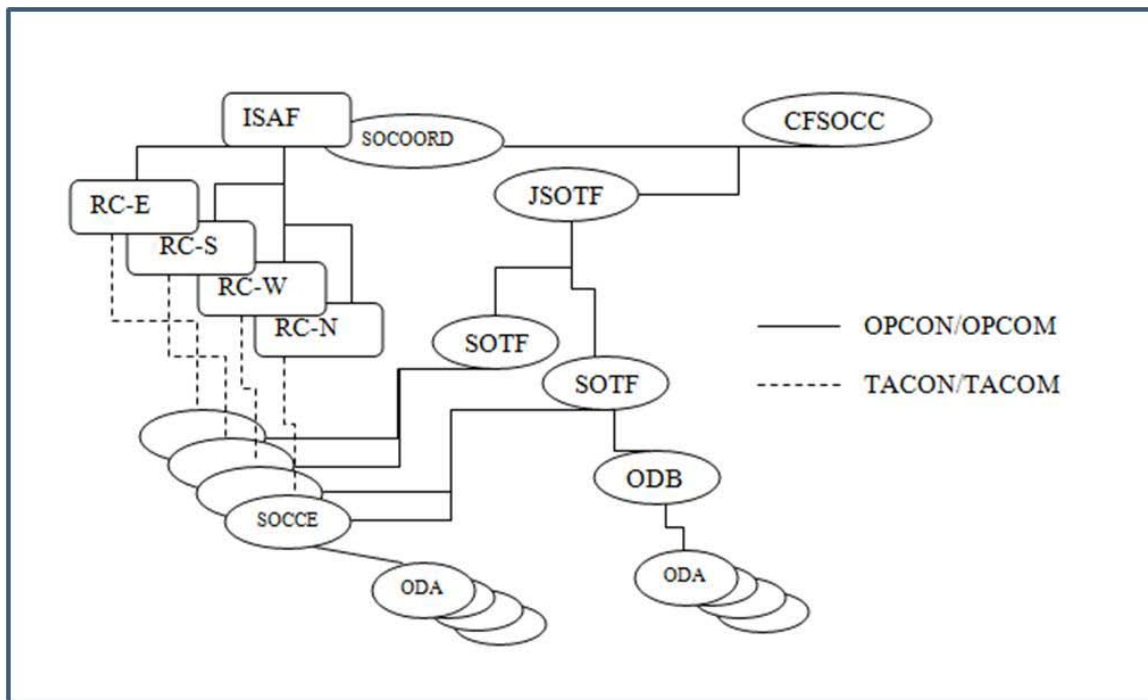 ISAF
SOCOORD
CFSOCC
RC-E
JSOTF
RC-S
RC-W
RC-N
SOTF
SOTF
OPCON/OPCOM
TACON/TACOM
ODB
SOCCE
ODA
ODA